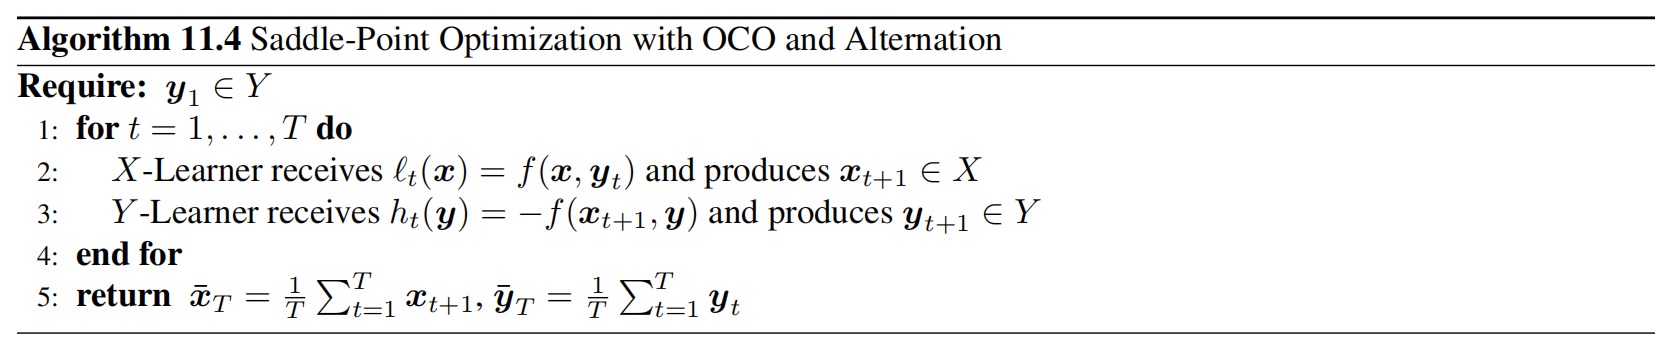 Algorithm 11.4 Saddle-Point Optimization with OCO and Alternation
Require: $\boldsymbol{y}_1 \in Y$
1: for $t = 1, \ldots, T$ do
2: $X$-Learner receives $\ell_t(\boldsymbol{x}) = f(\boldsymbol{x}, \boldsymbol{y}_t)$ and produces $\boldsymbol{x}_{t+1} \in X$
3: $Y$-Learner receives $h_t(\boldsymbol{y}) = -f(\boldsymbol{x}_{t+1}, \boldsymbol{y})$ and produces $\boldsymbol{y}_{t+1} \in Y$
4: end for
5: return $\bar{\boldsymbol{x}}_T = \frac{1}{T} \sum_{t=1}^{T} \boldsymbol{x}_{t+1}$, $\bar{\boldsymbol{y}}_T = \frac{1}{T} \sum_{t=1}^{T} \boldsymbol{y}_t$